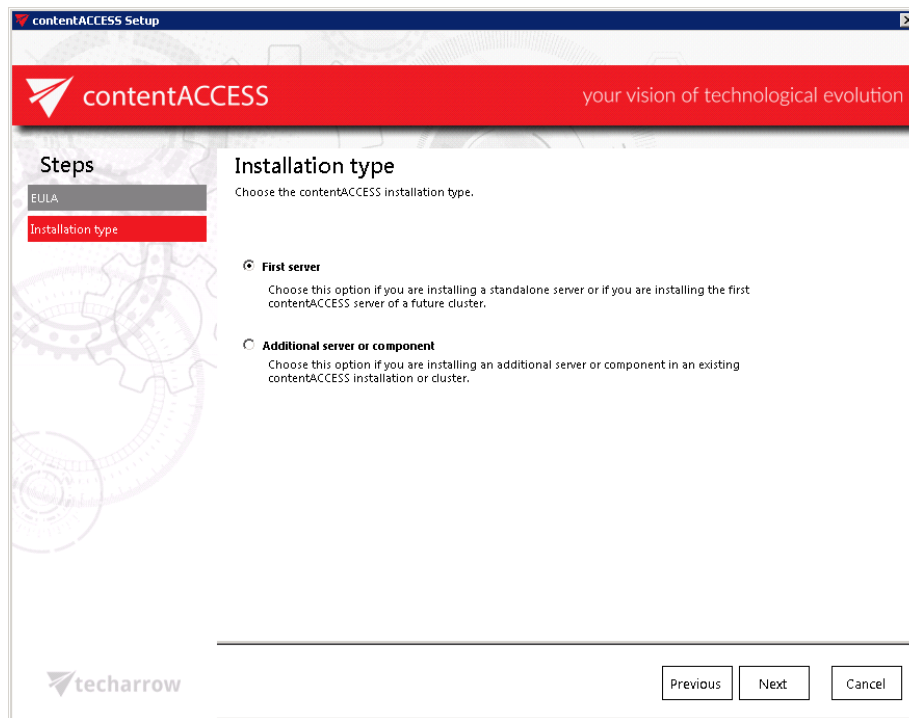 contentACCESS Setup
contentACCESS
your vision of technological evolution
Steps
EULA
Installation type
Installation type
Choose the contentACCESS installation type.
First server
Choose this option if you are installing a standalone server or if you are installing the first
contentACCESS server of a future cluster.
Additional server or component
Choose this option if you are installing an additional server or component in an existing
contentACCESS installation or cluster.
techarrow
Previous
Next
Cancel